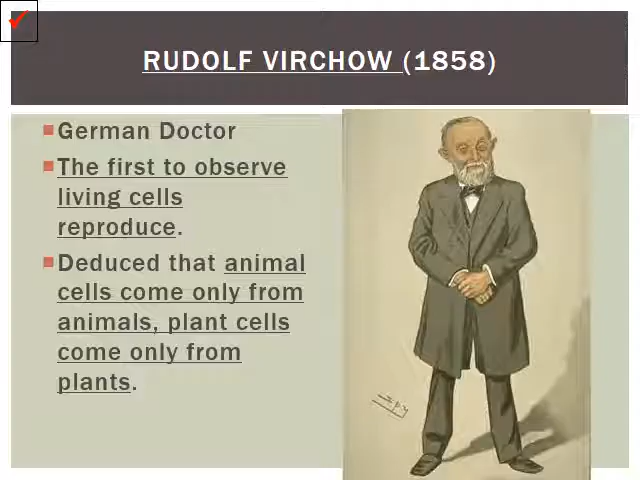 RUDOLF VIRCHOW (1858)
German Doctor
The first to observe
living cells
reproduce.
Deduced that animal
cells come only from
animals, plant cells
come only from
plants.
Spy